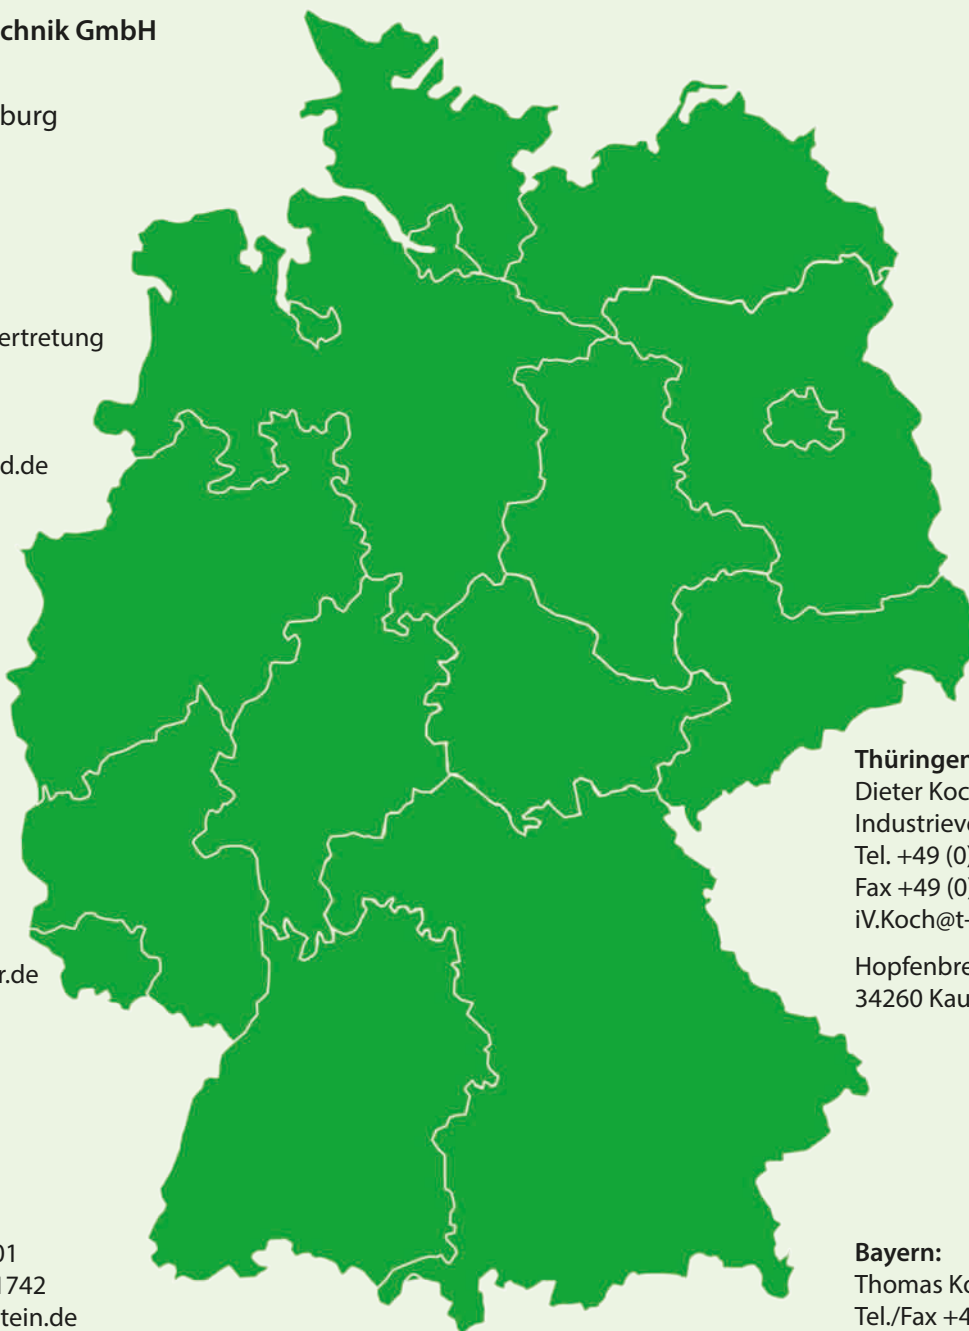 chnik GmbH
burg
ertretung
d.de
r.de
01
1742
tein.de
Thüringen
Dieter Koc
Industrieve
Tel. +49 (0)
Fax +49 (0)
iV.Koch@t-
Hopfenbre
34260 Kau
Bayern:
Thomas Ko
Tel./Fax +4